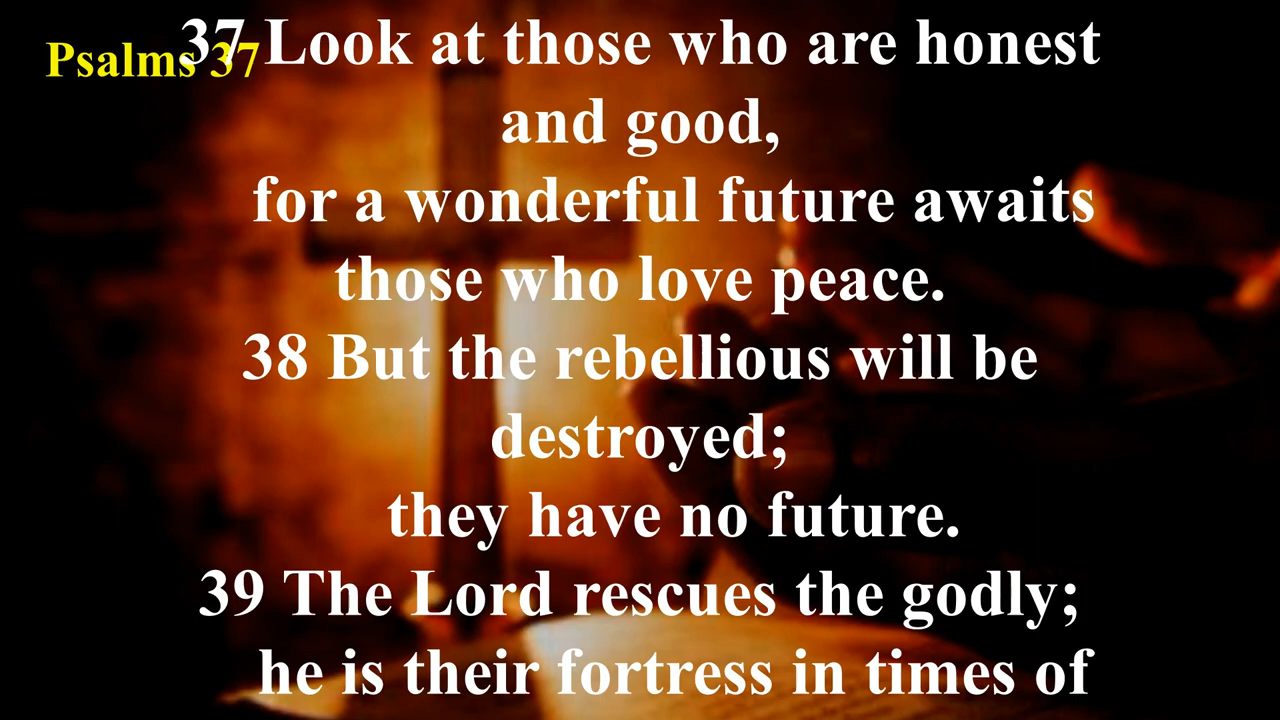 Psalms 37
37 Look at those who are honest
and good,
for a wonderful future awaits
those who love peace.
38 But the rebellious will be
destroyed;
they have no future.
39 The Lord rescues the godly;
he is their fortress in times of